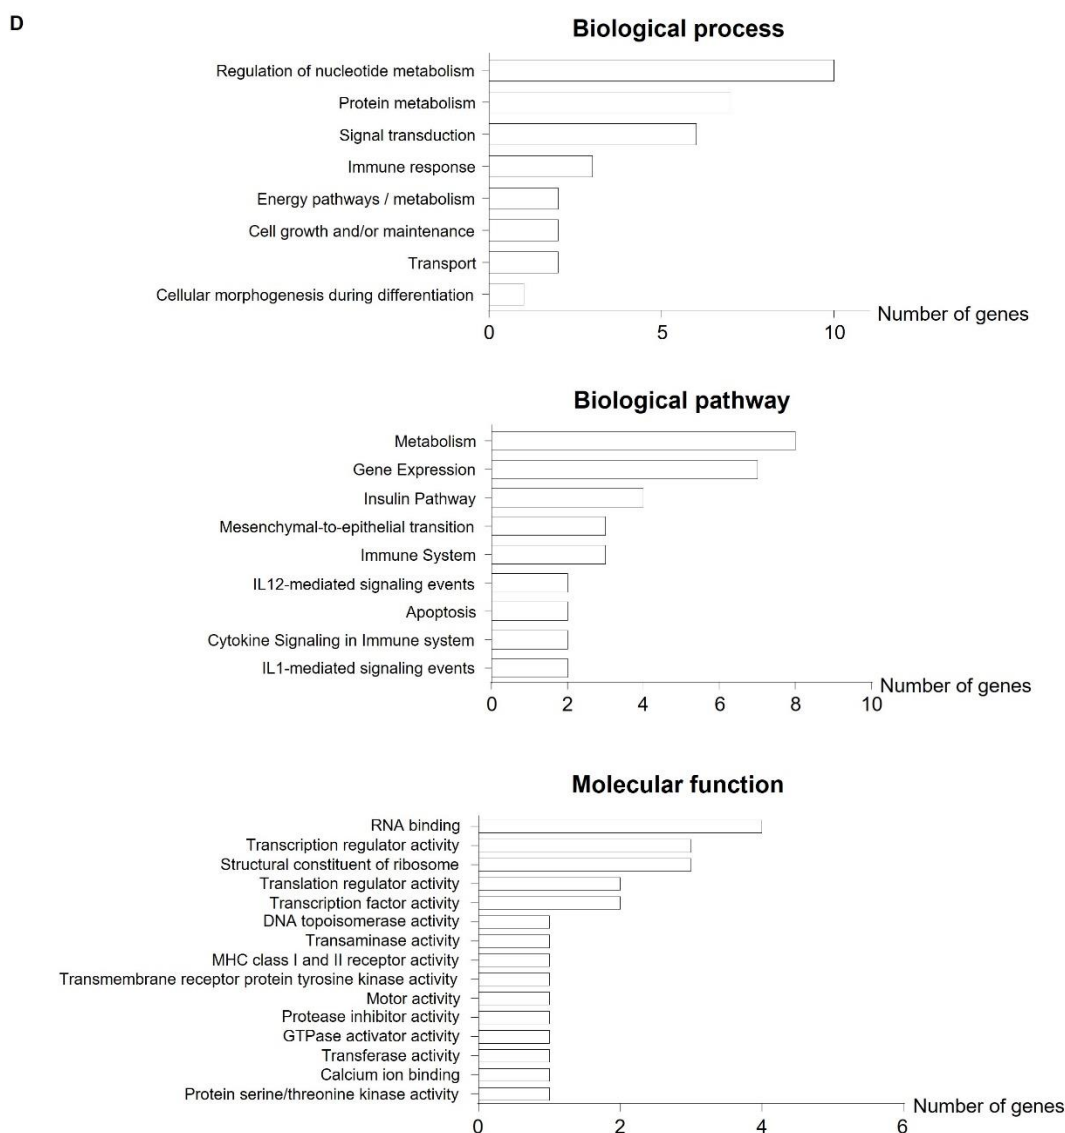 D
Biological process
Regulation of nucleotide metabolism
Protein metabolism
Signal transduction
Immune response
Energy pathways / metabolism
Cell growth and/or maintenance
Transport
Cellular morphogenesis during differentiation
Number of genes
0 5 10
Biological pathway
Metabolism
Gene Expression
Insulin Pathway
Mesenchymal-to-epithelial transition
Immune System
IL12-mediated signaling events
Apoptosis
Cytokine Signaling in Immune system
IL1-mediated signaling events
Number of genes
0 2 4 6 8 10
Molecular function
RNA binding
Transcription regulator activity
Structural constituent of ribosome
Translation regulator activity
Transcription factor activity
DNA topoisomerase activity
Transaminase activity
MHC class I and II receptor activity
Transmembrane receptor protein tyrosine kinase activity
Motor activity
Protease inhibitor activity
GTPase activator activity
Transferase activity
Calcium ion binding
Protein serine/threonine kinase activity
Number of genes
0 2 4 6